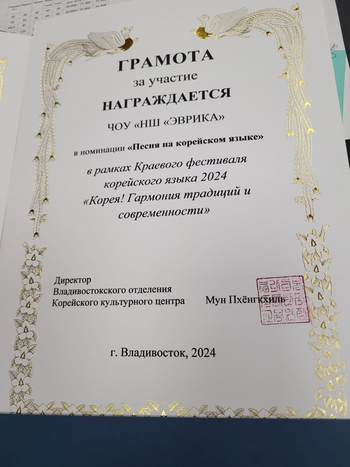 ГРАМОТА
за участие
НАГРАЖДАЕТСЯ
ЧОУ «НШ «ЭВРИКА»
в номинации «Песня на корейском языке»
в рамках Краевого фестиваля
корейского языка 2024
«Корея! Гармония традиций и
современности»
Директор
Владивостокского отделения
Корейского культурного центра Мун Пхёнгкхиль
г. Владивосток, 2024